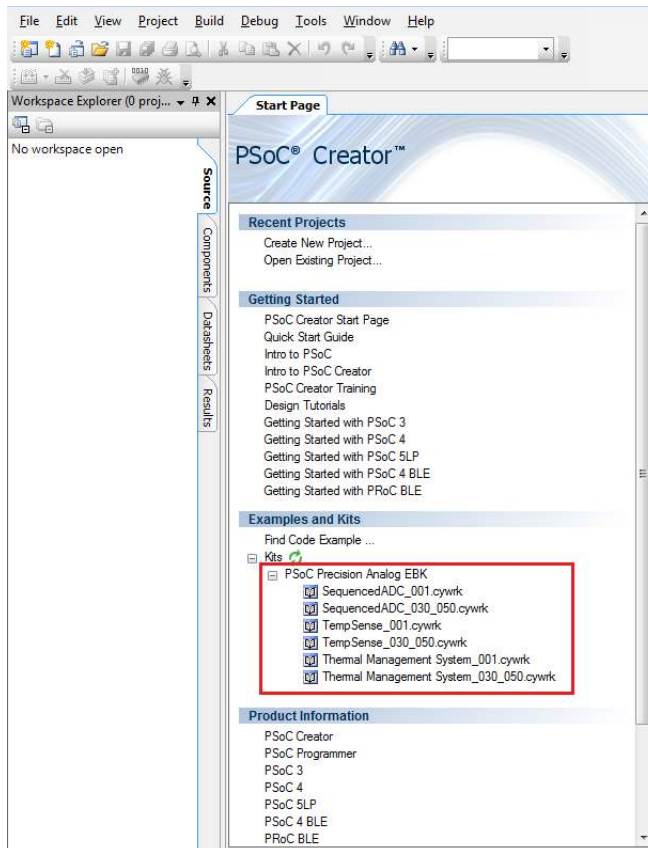 File Edit View Project Build Debug Tools Window Help
Workspace Explorer (0 proj...
Start Page
No workspace open
PSoC® Creator™
Source
Components
Datasheets
Results
Recent Projects
Create New Project...
Open Existing Project...
Getting Started
PSoC Creator Start Page
Quick Start Guide
Intro to PSoC
Intro to PSoC Creator
PSoC Creator Training
Design Tutorials
Getting Started with PSoC 3
Getting Started with PSoC 4
Getting Started with PSoC 5LP
Getting Started with PSoC 4 BLE
Getting Started with PRoC BLE
Examples and Kits
Find Code Example ...
Kits
PSoC Precision Analog EBK
SequencedADC_001.cywrk
SequencedADC_030_050.cywrk
TempSense_001.cywrk
TempSense_030_050.cywrk
Thermal Management System_001.cywrk
Thermal Management System_030_050.cywrk
Product Information
PSoC Creator
PSoC Programmer
PSoC 3
PSoC 4
PSoC 5LP
PSoC 4 BLE
PRoC BLE